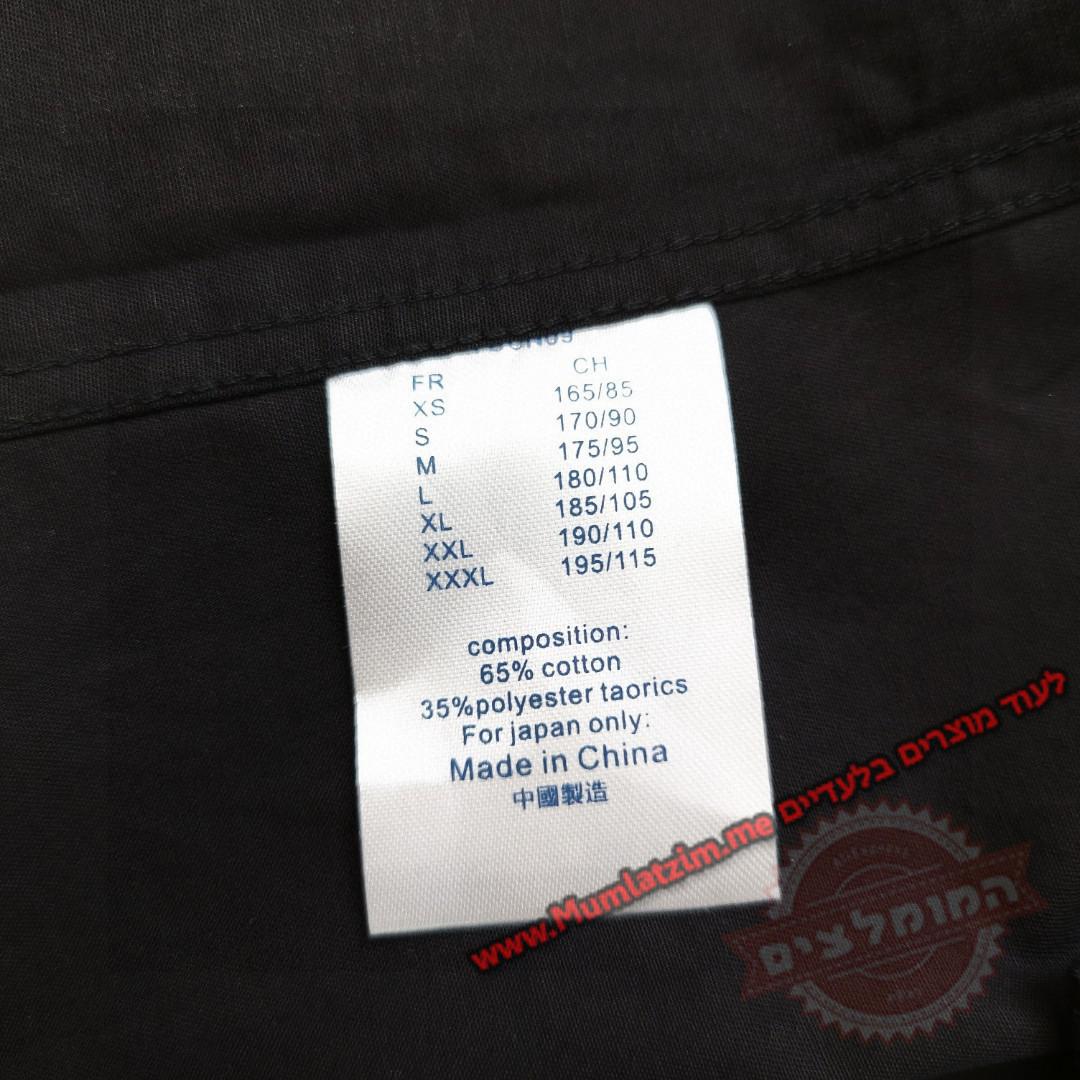 FR CH
XS 165/85
S 170/90
M 175/95
L 180/110
XL 185/105
XXL 190/110
XXXL 195/115
composition:
65% cotton
35%polyester taorics
For japan only:
Made in China
中國製造
www.Mumlatzim.me לעוד מוצרים בלעדיים
המומלצים